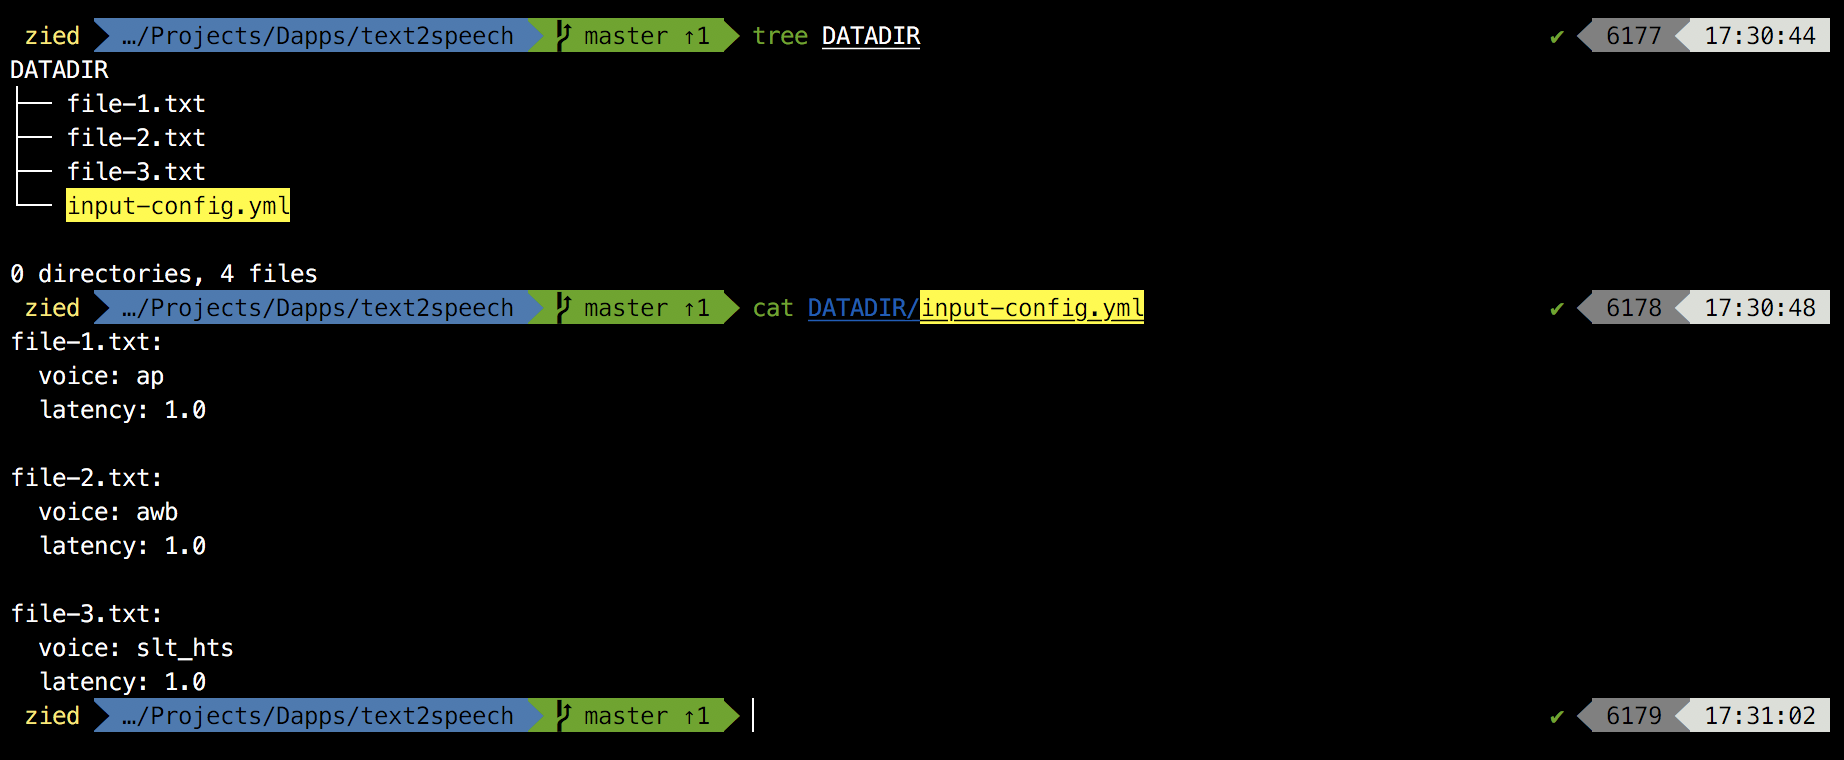 zied …/Projects/Dapps/text2speech master ↑1 tree DATADIR ✔ 6177 17:30:44
DATADIR
├── file-1.txt
├── file-2.txt
├── file-3.txt
└── input-config.yml
0 directories, 4 files
zied …/Projects/Dapps/text2speech master ↑1 cat DATADIR/input-config.yml ✔ 6178 17:30:48
file-1.txt:
  voice: ap
  latency: 1.0
file-2.txt:
  voice: awb
  latency: 1.0
file-3.txt:
  voice: slt_hts
  latency: 1.0
zied …/Projects/Dapps/text2speech master ↑1 ✔ 6179 17:31:02